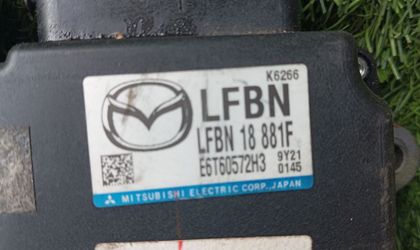 K6266
LFBN
LFBN 18 881F
E6T60572H3 9Y21
0145
MITSUBISHI ELECTRIC CORP., JAPAN